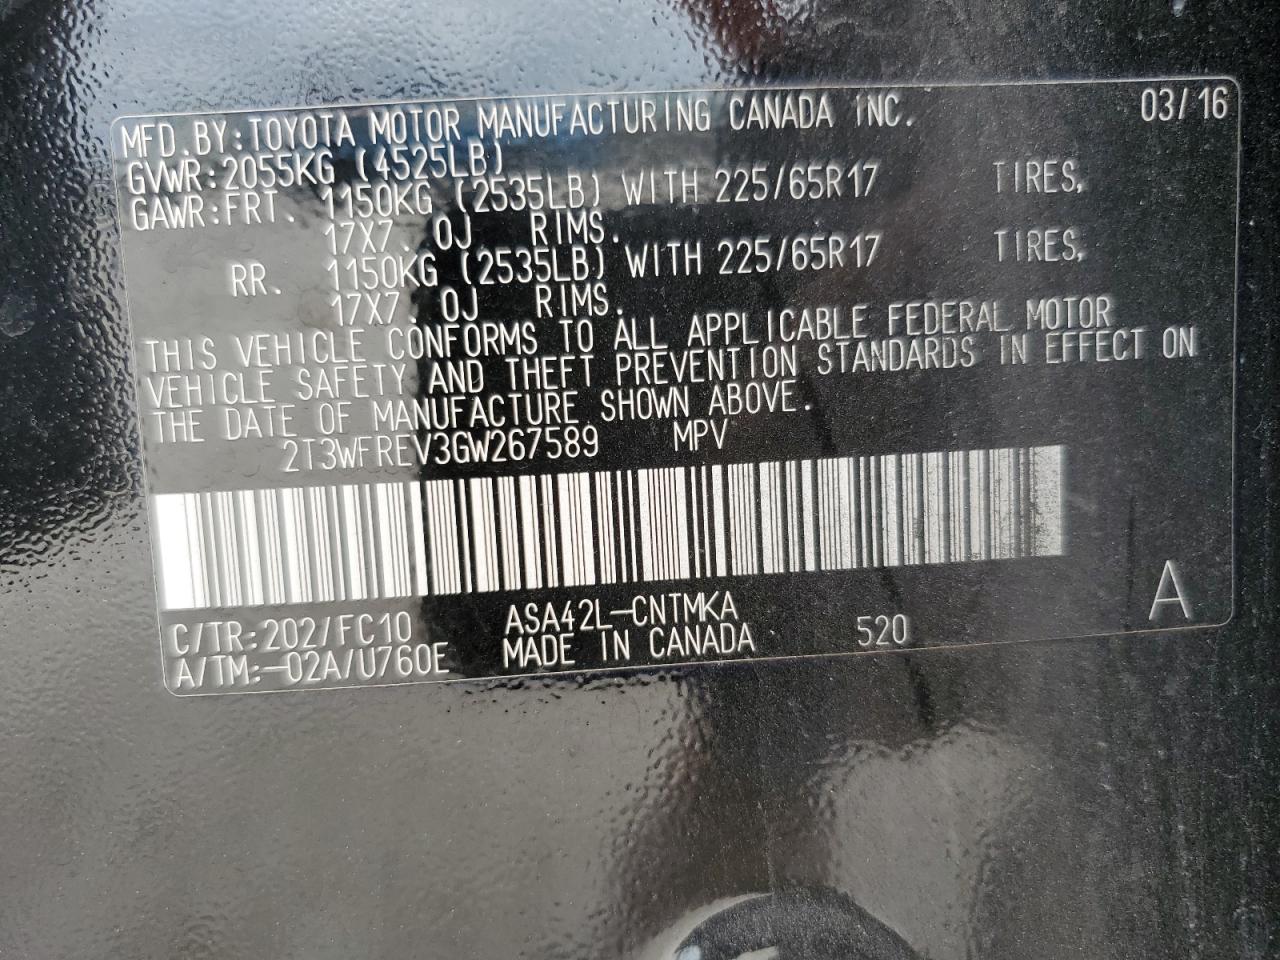 MFD.BY:TOYOTA MOTOR MANUFACTURING CANADA INC. 03/16
GVWR:2055KG (4525LB)
GAWR:FRT. 1150KG (2535LB) WITH 225/65R17 TIRES,
17X7.0J RIMS.
RR. 1150KG (2535LB) WITH 225/65R17 TIRES,
17X7.0J RIMS.
THIS VEHICLE CONFORMS TO ALL APPLICABLE FEDERAL MOTOR
VEHICLE SAFETY AND THEFT PREVENTION STANDARDS IN EFFECT ON
THE DATE OF MANUFACTURE SHOWN ABOVE.
2T3WFREV3GW267589 MPV
C/TR:202/FC10 ASA42L-CNTMKA 520 A
A/TM:-02A/U760E MADE IN CANADA